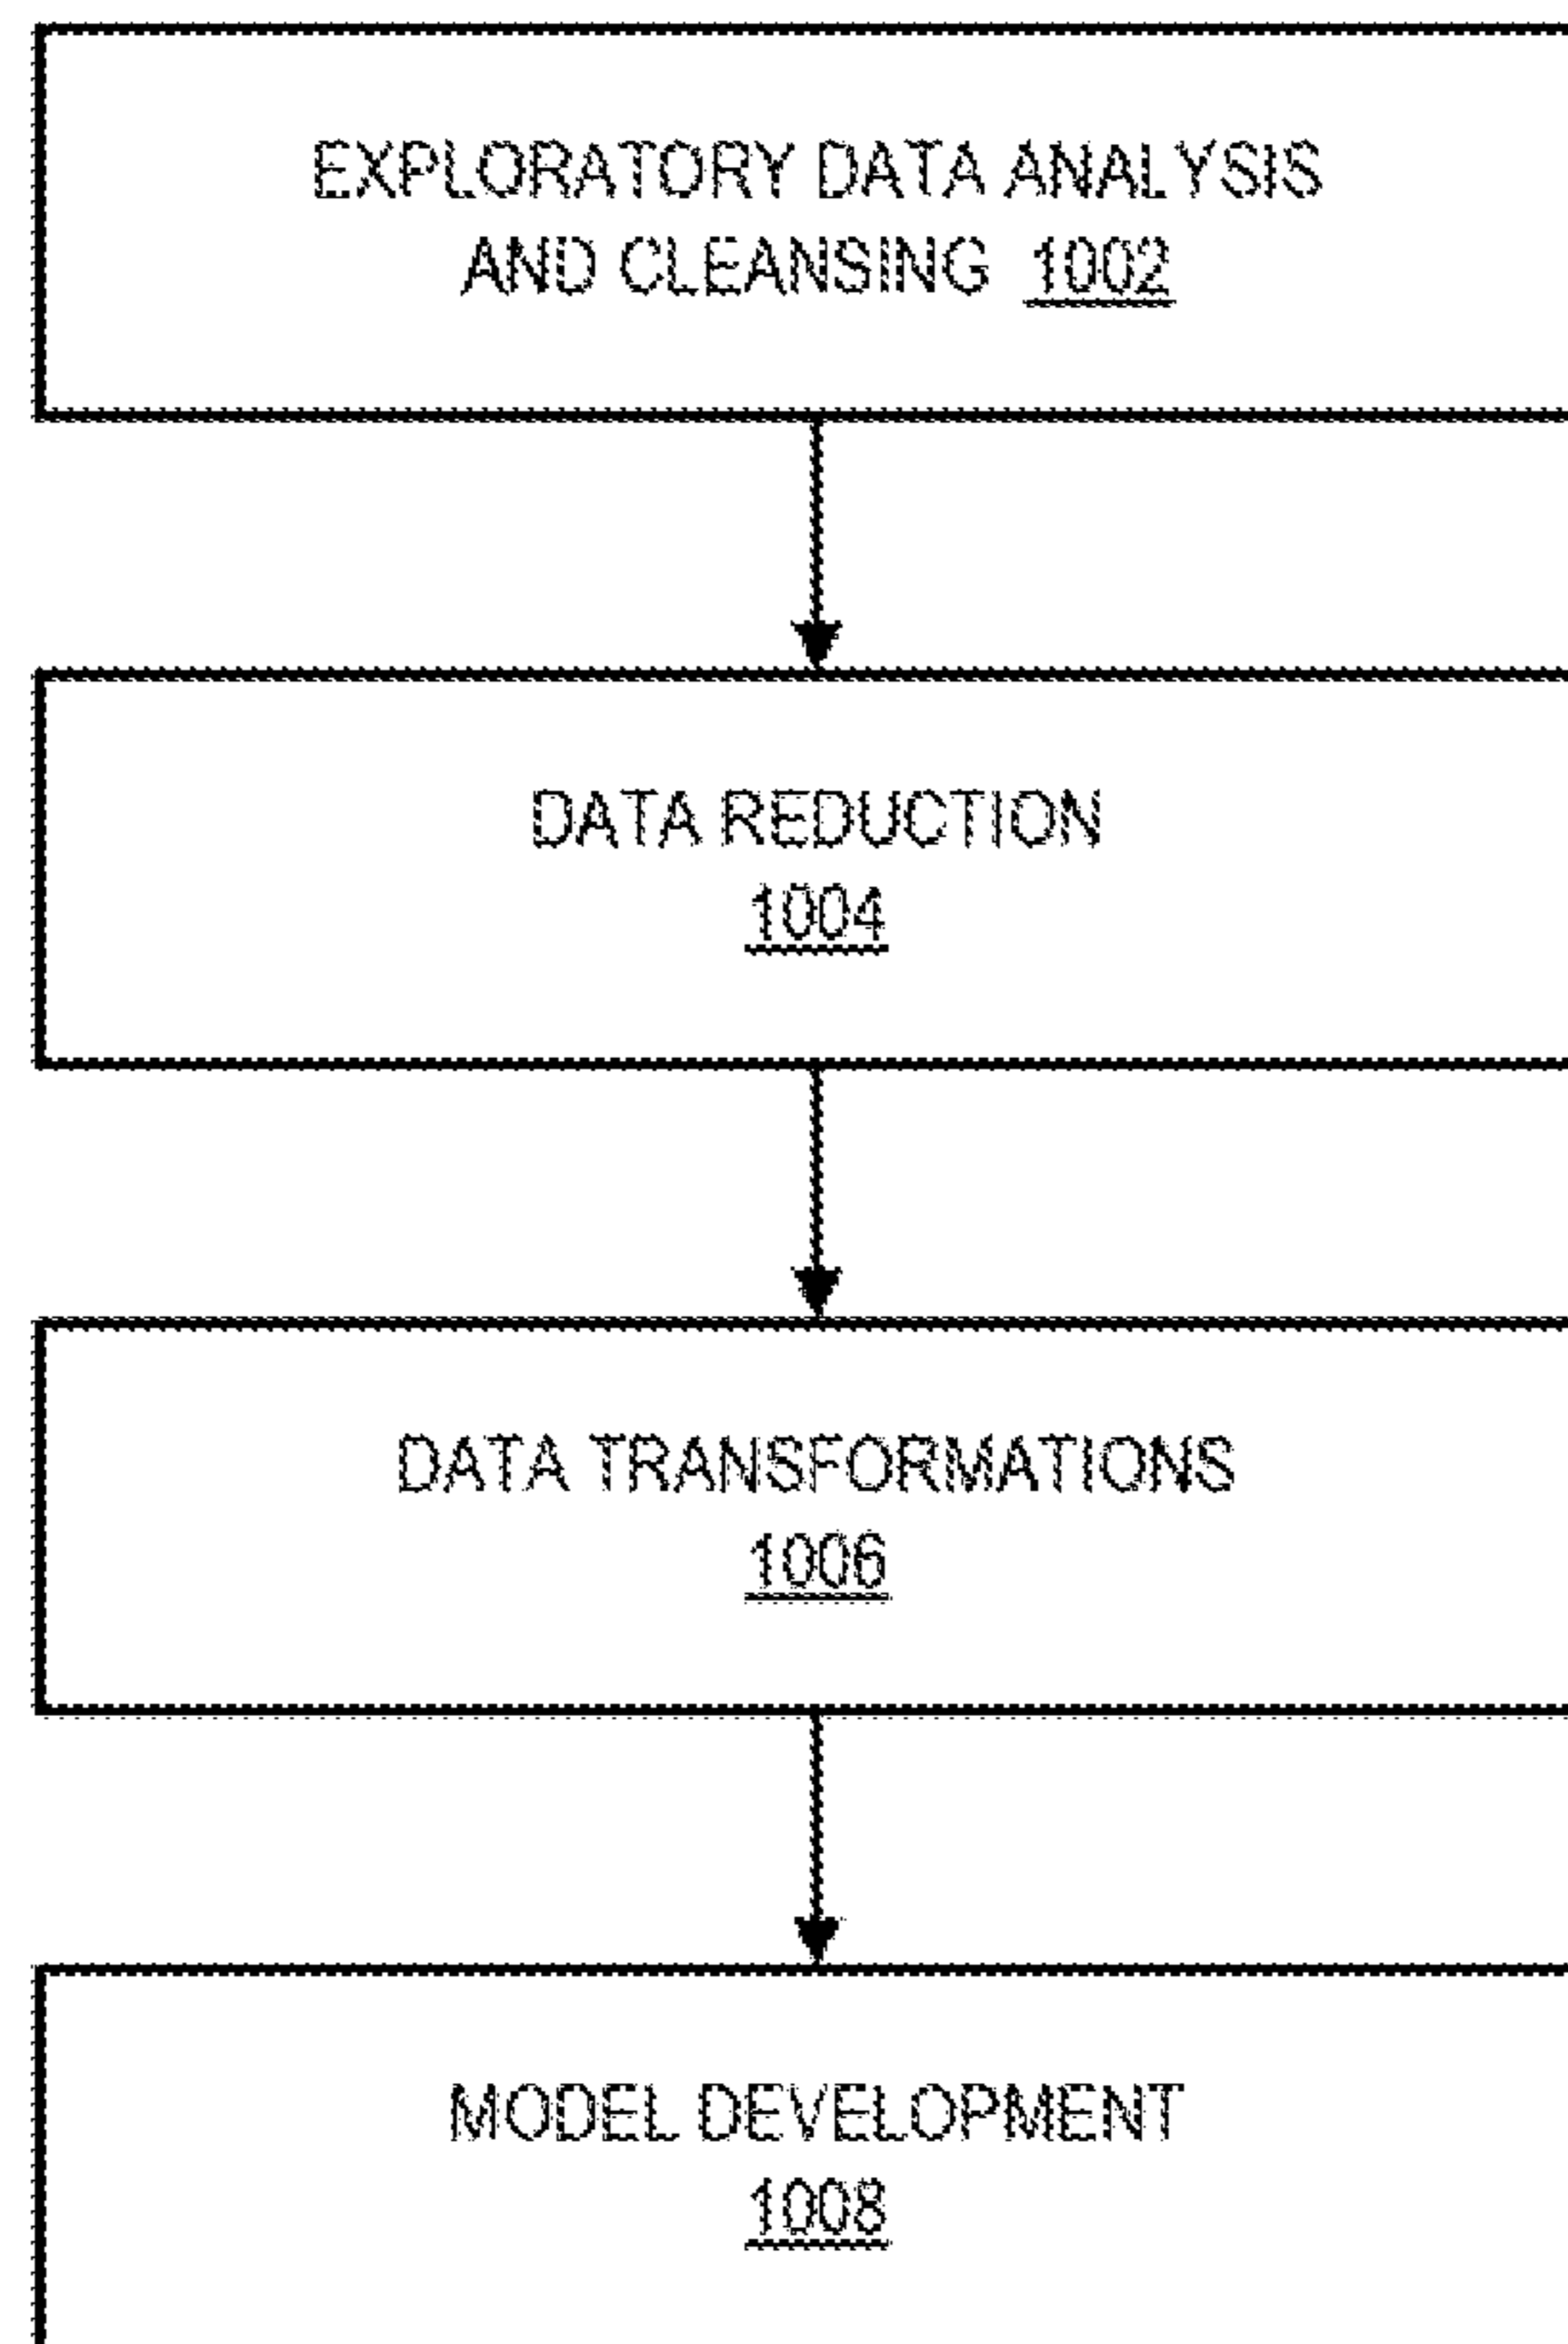 EXPLORATORY DATA ANALYSIS
AND CLEANSING 1002
DATA REDUCTION
1004
DATA TRANSFORMATIONS
1006
MODEL DEVELOPMENT
1008